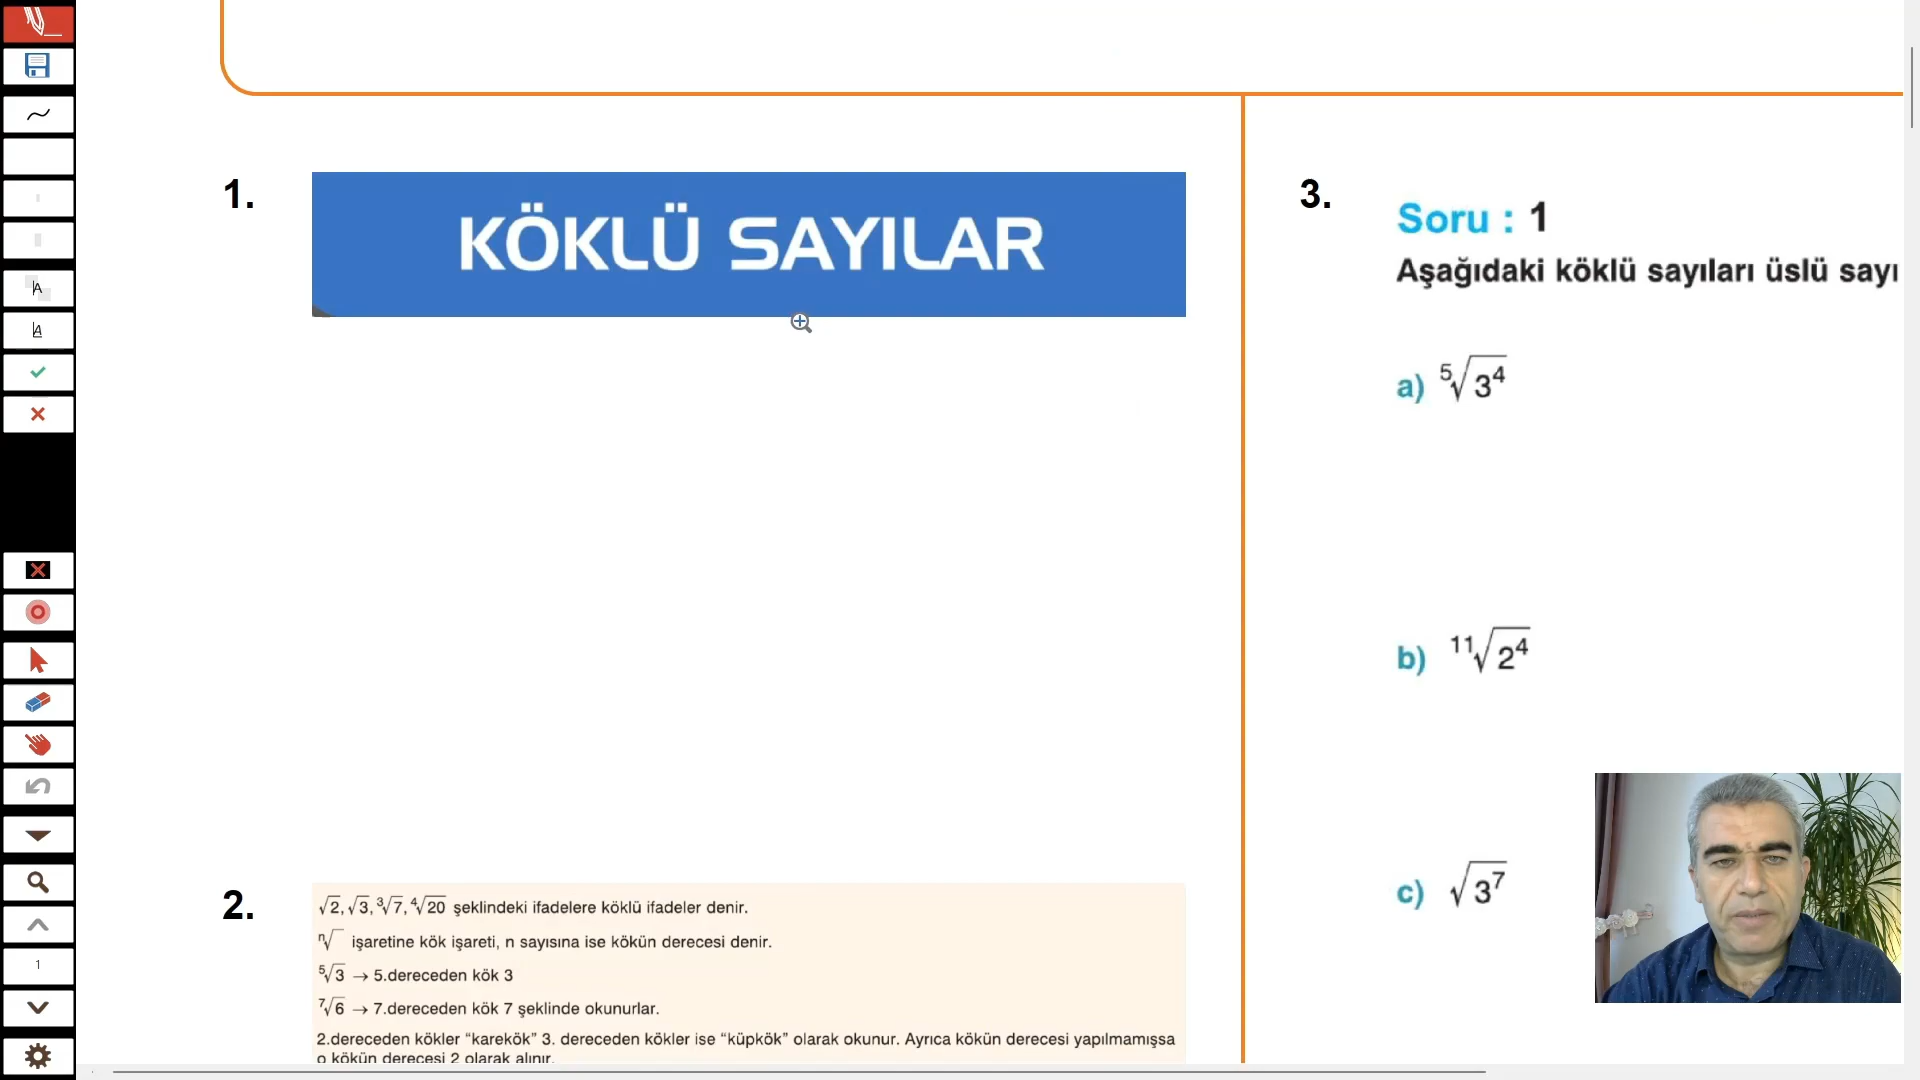 1.
KÖKLÜ SAYILAR
2.
√2, √3, ³√7, ⁴√20 şeklindeki ifadelere köklü ifadeler denir.
ⁿ√ işaretine kök işareti, n sayısına ise kökün derecesi denir.
⁵√3 → 5.dereceden kök 3
⁷√6 → 7.dereceden kök 7 şeklinde okunurlar.
2.dereceden kökler “karekök” 3. dereceden kökler ise “küpkök” olarak okunur. Ayrıca kökün derecesi yapılmamışsa
o kökün derecesi 2 olarak alınır.
3.
Soru : 1
Aşağıdaki köklü sayıları üslü sayı
a) ⁵√3⁴
b) ¹¹√2⁴
c) √3⁷
A
A
1